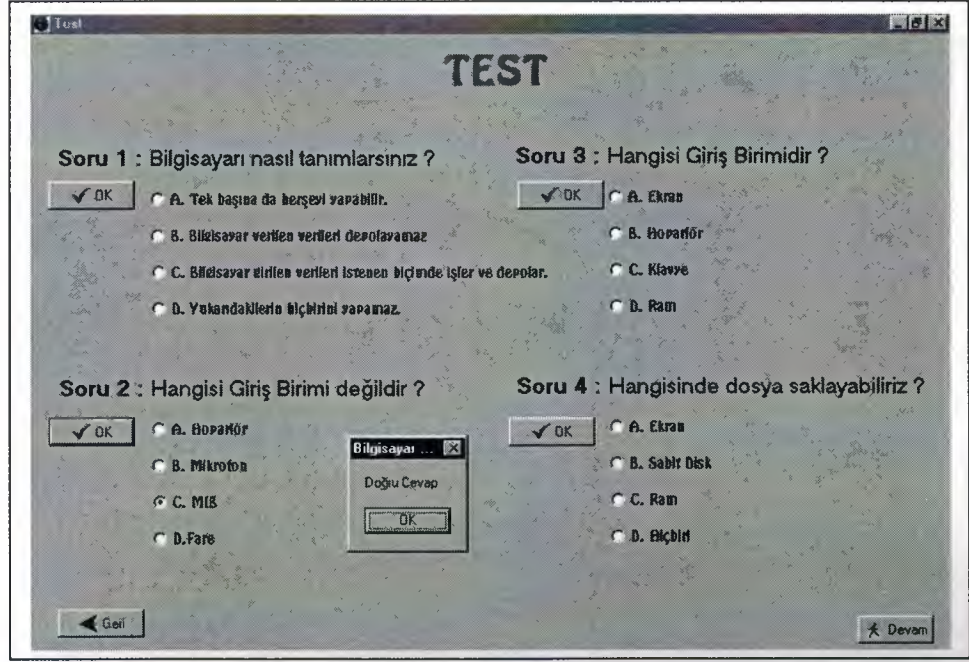 Test
TEST
Soru 1 : Bilgisayarı nasıl tanımlarsınız ?
OK
A. Tek başına da herşeyi yapabilir.
B. Bilgisayar verilen verileri depolayamaz
C. Bilgisayar girilen verileri istenen biçimde işler ve depolar.
D. Yukarıdakilerin hiçbirini yapamaz.
Soru 2 : Hangisi Giriş Birimi değildir ?
OK
A. Hoparlör
B. Mikrofon
C. MİB
D.Fare
Bilgisayar ...
Doğru Cevap
OK
Soru 3 : Hangisi Giriş Birimidir ?
OK
A. Ekran
B. Hoparlör
C. Klavye
D. Ram
Soru 4 : Hangisinde dosya saklayabiliriz ?
OK
A. Ekran
B. Sabit Disk
C. Ram
D. Hiçbiri
Geri
Devam